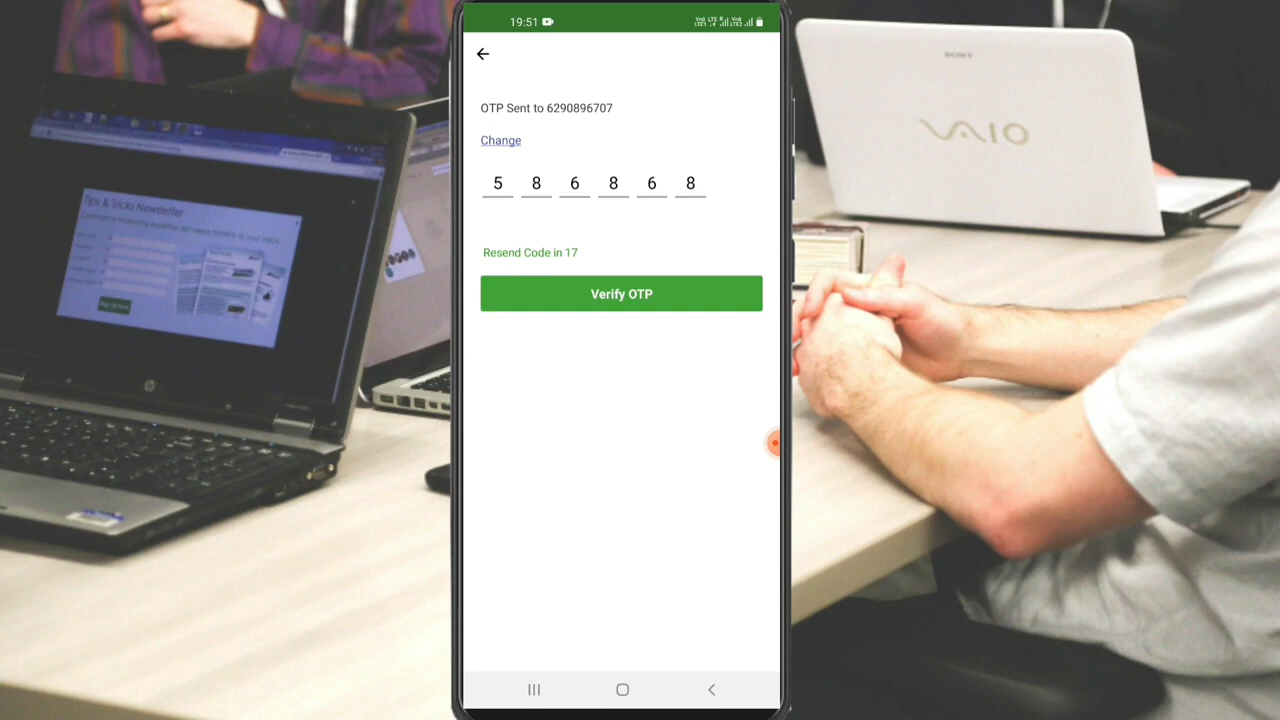 19:51
OTP Sent to 6290896707
Change
5 8 6 8 6 8
Resend Code in 17
Verify OTP
Tips & Tricks Newsletter
SONY
VAIO
hp